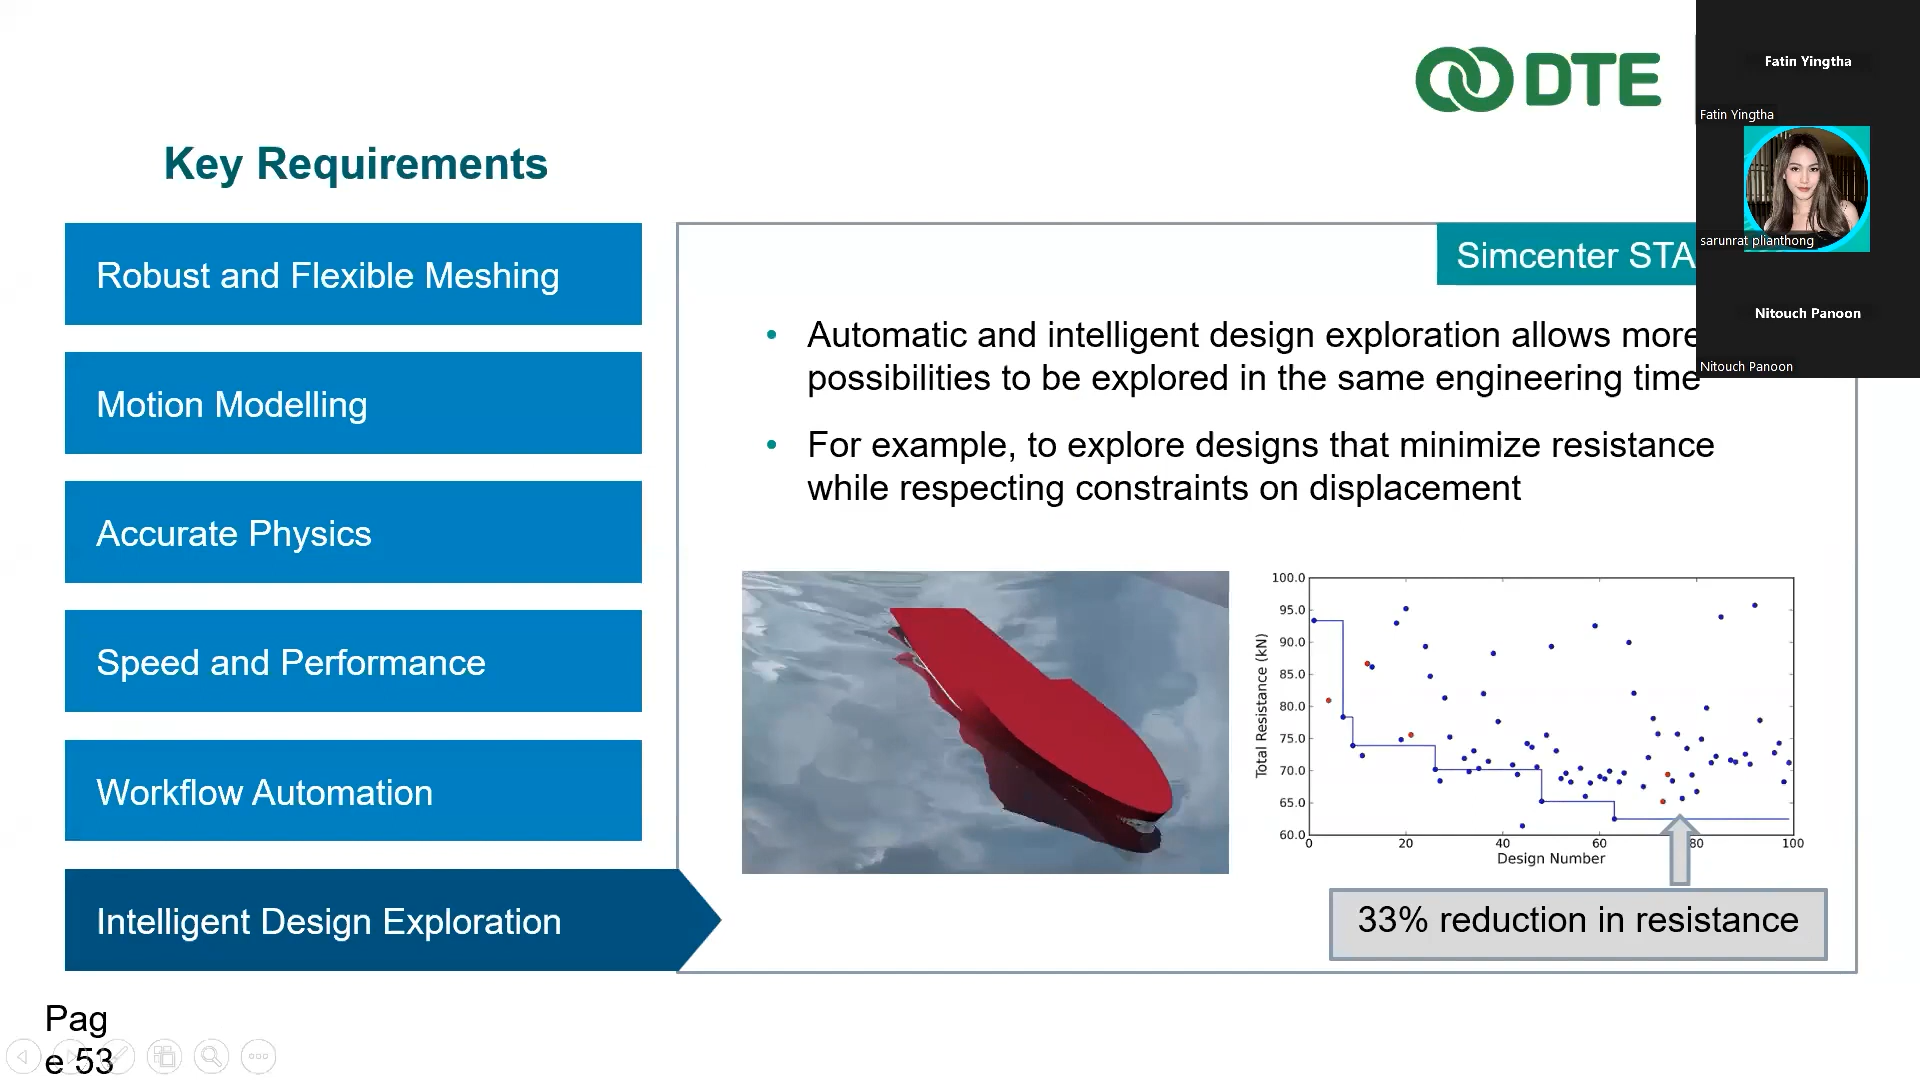 DTE
Fatin Yingtha
Fatin Yingtha
sarunrat plianthong
Nitouch Panoon
Nitouch Panoon
Key Requirements
Robust and Flexible Meshing
Motion Modelling
Accurate Physics
Speed and Performance
Workflow Automation
Intelligent Design Exploration
Simcenter STA
• Automatic and intelligent design exploration allows more
possibilities to be explored in the same engineering time
• For example, to explore designs that minimize resistance
while respecting constraints on displacement
Total Resistance (kN)
100.0
95.0
90.0
85.0
80.0
75.0
70.0
65.0
60.0
0 20 40 60 80 100
Design Number
33% reduction in resistance
Pag
e 53